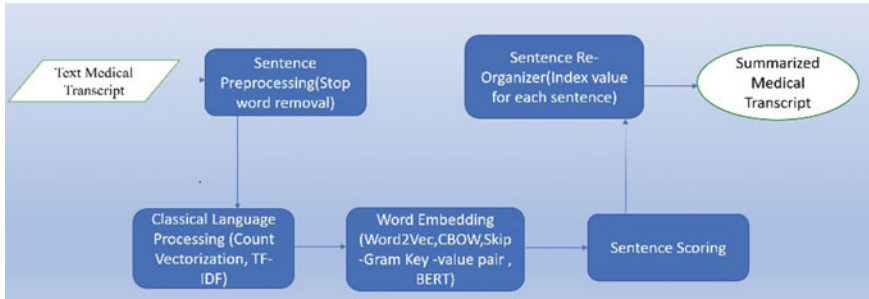 Text Medical
Transcript
Sentence
Preprocessing(Stop
word removal)
Classical Language
Processing (Count
Vectorization, TF-
IDF)
Word Embedding
(Word2Vec,CBOW,Skip
-Gram Key -value pair ,
BERT)
Sentence Scoring
Sentence Re-
Organizer(Index value
for each sentence)
Summarized
Medical
Transcript